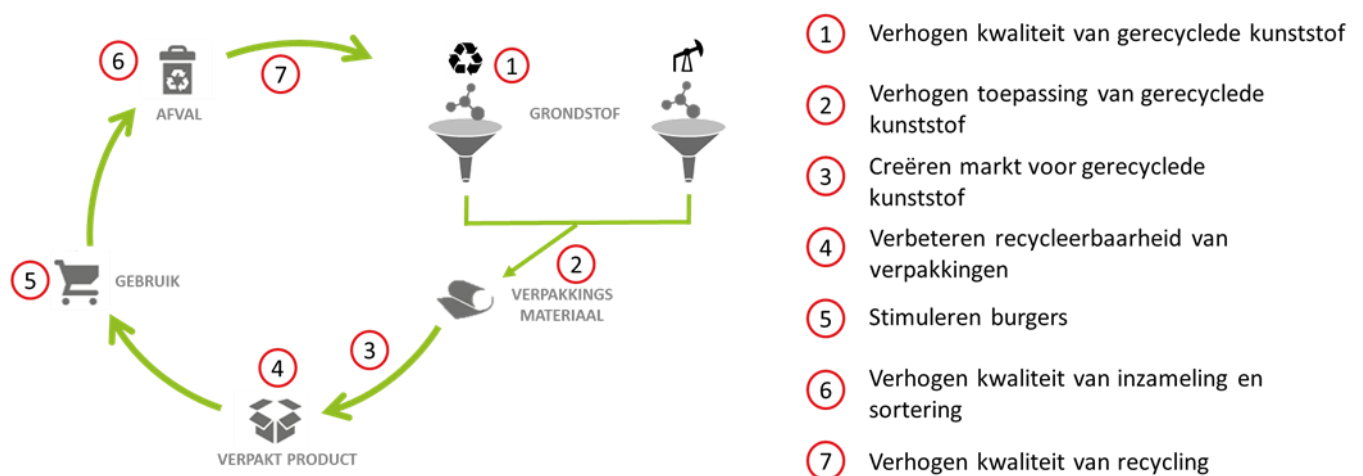 6
AFVAL
7
1
GRONDSTOF
2
VERPAKKINGS
MATERIAAL
3
4
VERPAKT PRODUCT
5
GEBRUIK
1 Verhogen kwaliteit van gerecyclede kunststof
2 Verhogen toepassing van gerecyclede
kunststof
3 Creëren markt voor gerecyclede
kunststof
4 Verbeteren recycleerbaarheid van
verpakkingen
5 Stimuleren burgers
6 Verhogen kwaliteit van inzameling en
sortering
7 Verhogen kwaliteit van recycling